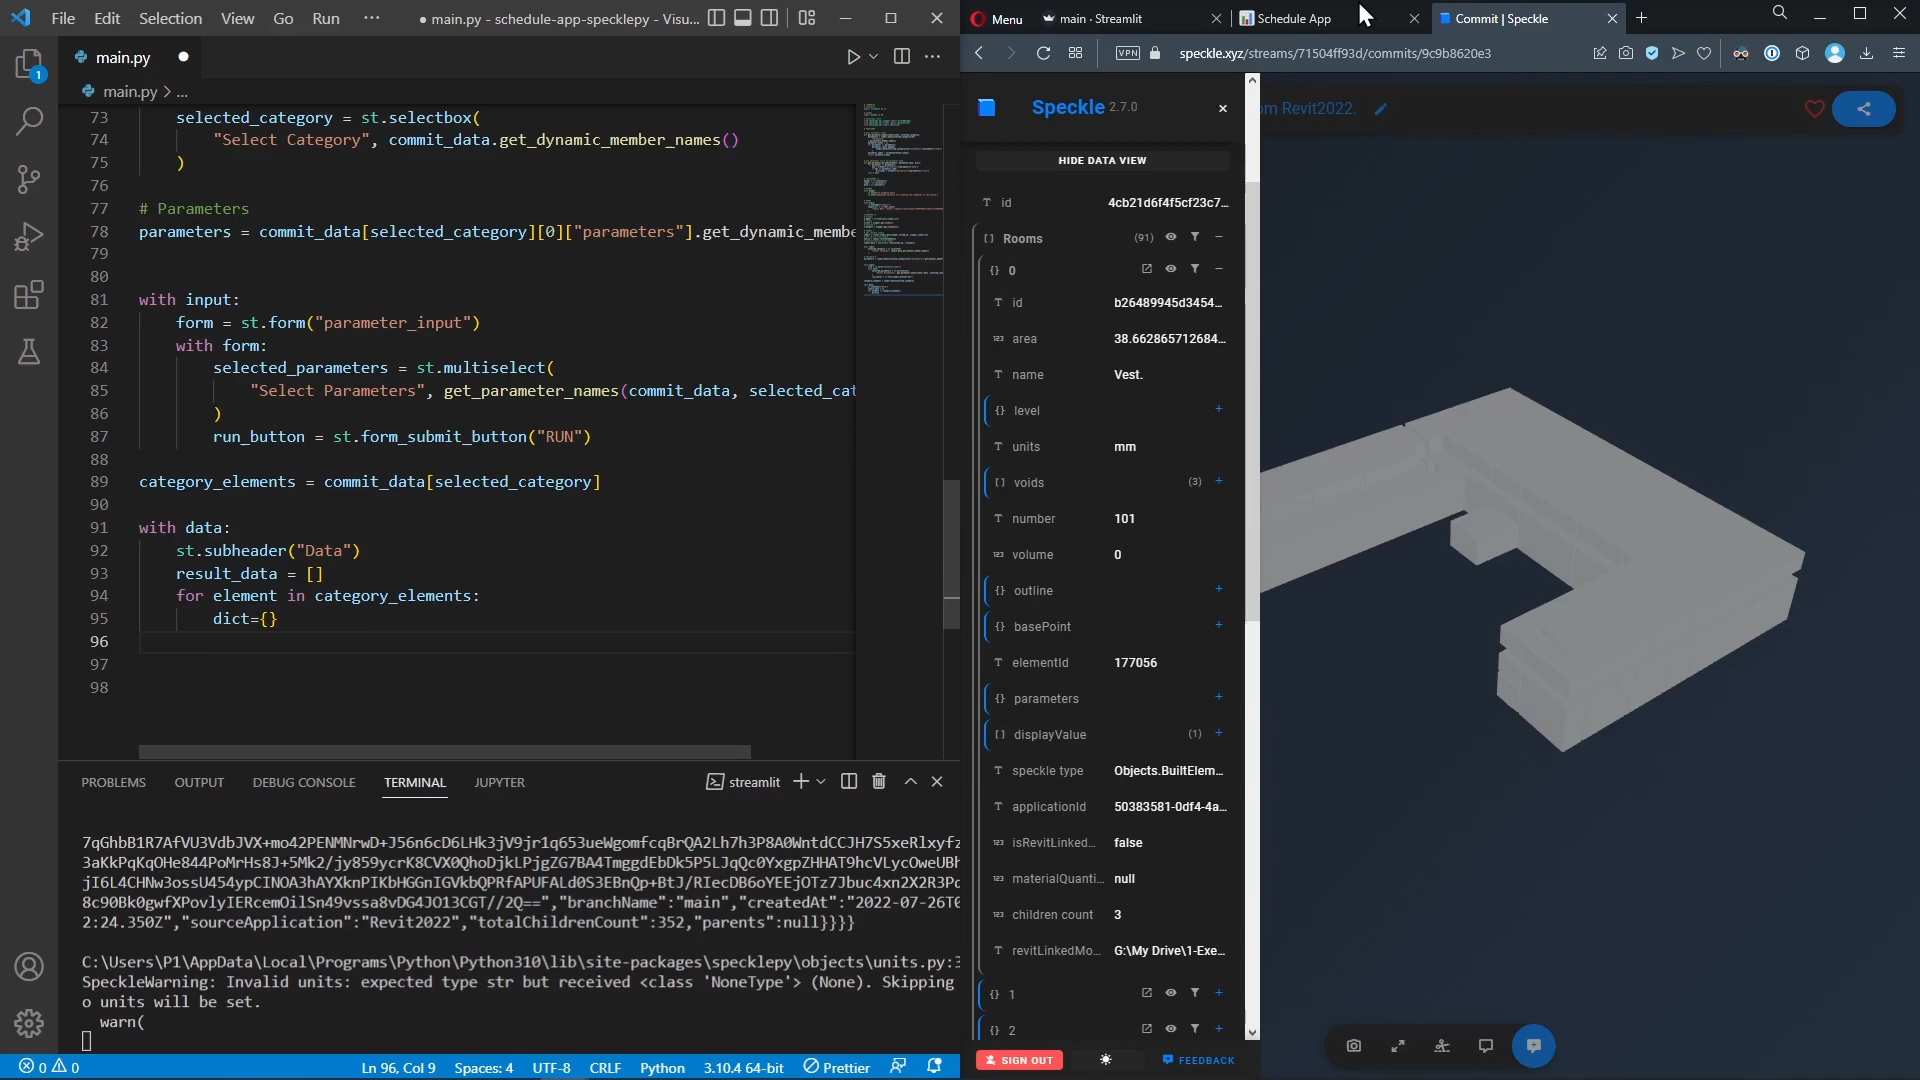 File Edit Selection View Go Run ··· ● main.py - schedule-app-specklepy - Visu...
main.py ●
main.py > ...
73 selected_category = st.selectbox(
74 "Select Category", commit_data.get_dynamic_member_names()
75 )
76
77 # Parameters
78 parameters = commit_data[selected_category][0]["parameters"].get_dynamic_membe
79
80
81 with input:
82 form = st.form("parameter_input")
83 with form:
84 selected_parameters = st.multiselect(
85 "Select Parameters", get_parameter_names(commit_data, selected_cat
86 )
87 run_button = st.form_submit_button("RUN")
88
89 category_elements = commit_data[selected_category]
90
91 with data:
92 st.subheader("Data")
93 result_data = []
94 for element in category_elements:
95 dict={}
96
97
98
PROBLEMS OUTPUT DEBUG CONSOLE TERMINAL JUPYTER streamlit
7qGhbB1R7AfVU3VdbJVX+mo42PENMNrwD+J56n6cD6LHk3jV9jr1q653ueWgomfcqBrQA2Lh7h3P8A0WntdCCJH7S5xeRlxyfz
3aKkPqKqOHe844PoMrHs8J+5Mk2/jy859ycrK8CVX0QhoDjkLPjgZG7BA4TmggdEbDk5P5LJqQc0YxgpZHHAT9hcVLycOweUBh
jI6L4CHNw3ossU454ypCINOA3hAYXknPIKbHGGnIGVkbQPRfAPUFALd0S3EBnQp+BtJ/RIecDB6oYEEjOTz7Jbuc4xn2X2R3Pc
8c90Bk0gwfXPovlyIERcemOilSn49vssa8vDG4JO13CGT//2Q==","branchName":"main","createdAt":"2022-07-26T0
2:24.350Z","sourceApplication":"Revit2022","totalChildrenCount":352,"parents":null}}}}
C:\Users\P1\AppData\Local\Programs\Python\Python310\lib\site-packages\specklepy\objects\units.py:3
SpeckleWarning: Invalid units: expected type str but received <class 'NoneType'> (None). Skipping
o units will be set.
warn(
0 0 Ln 96, Col 9 Spaces: 4 UTF-8 CRLF Python 3.10.4 64-bit Prettier
Menu main · Streamlit Schedule App Commit | Speckle
VPN speckle.xyz/streams/71504ff93d/commits/9c9b8620e3
Speckle 2.7.0 × om Revit2022.
HIDE DATA VIEW
id 4cb21d6f4f5cf23c7...
[] Rooms (91)
{} 0
T id b26489945d3454...
123 area 38.662865712684...
T name Vest.
{} level +
T units mm
[] voids (3) +
T number 101
123 volume 0
{} outline +
{} basePoint +
T elementId 177056
{} parameters +
[] displayValue (1) +
T speckle type Objects.BuiltElem...
T applicationId 50383581-0df4-4a...
123 isRevitLinked... false
123 materialQuanti... null
123 children count 3
T revitLinkedMo... G:\My Drive\1-Exe...
{} 1
{} 2
SIGN OUT FEEDBACK